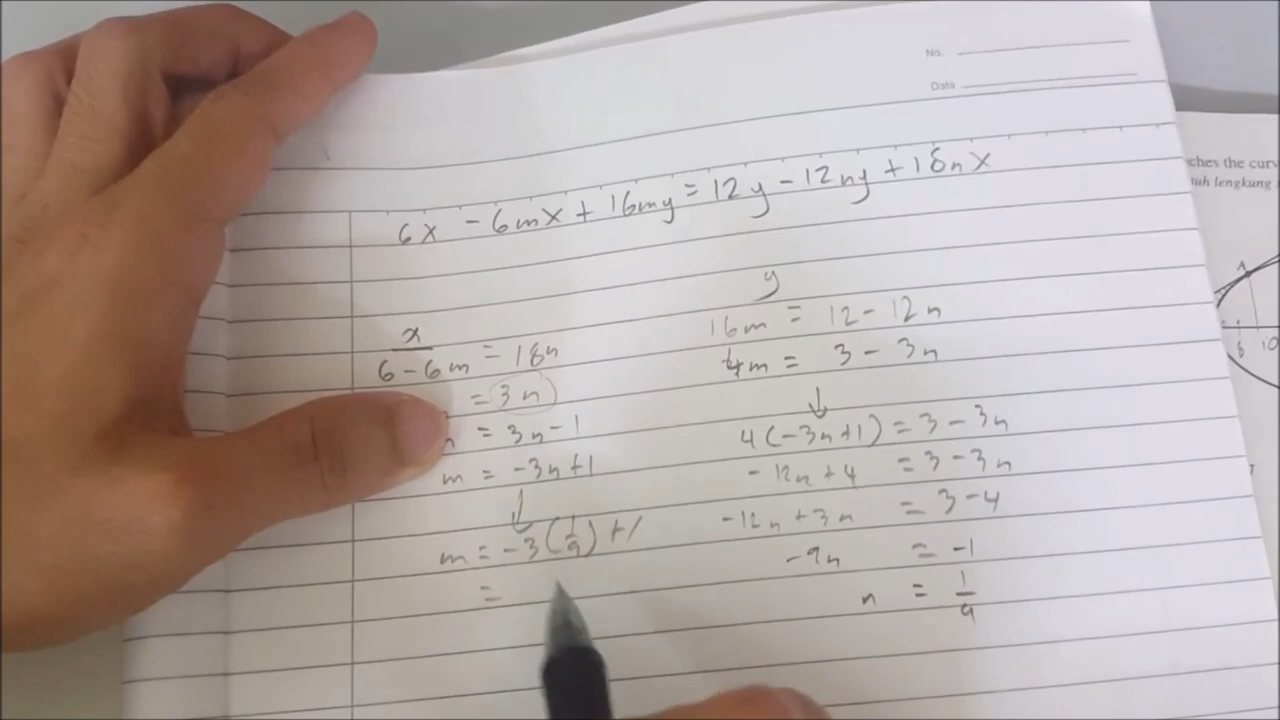 No.
Date
6x - 6mx + 16my = 12y - 12ny + 18nx
x
6 - 6m = 18n
= 3n
= 3n - 1
m = -3n + 1
m = -3(1/9) + 1
=
y
16m = 12 - 12n
4m = 3 - 3n
4(-3n + 1) = 3 - 3n
-12n + 4 = 3 - 3n
-12n + 3n = 3 - 4
-9n = -1
n = 1/9
ches the curv
uh lengkung
A
6 10